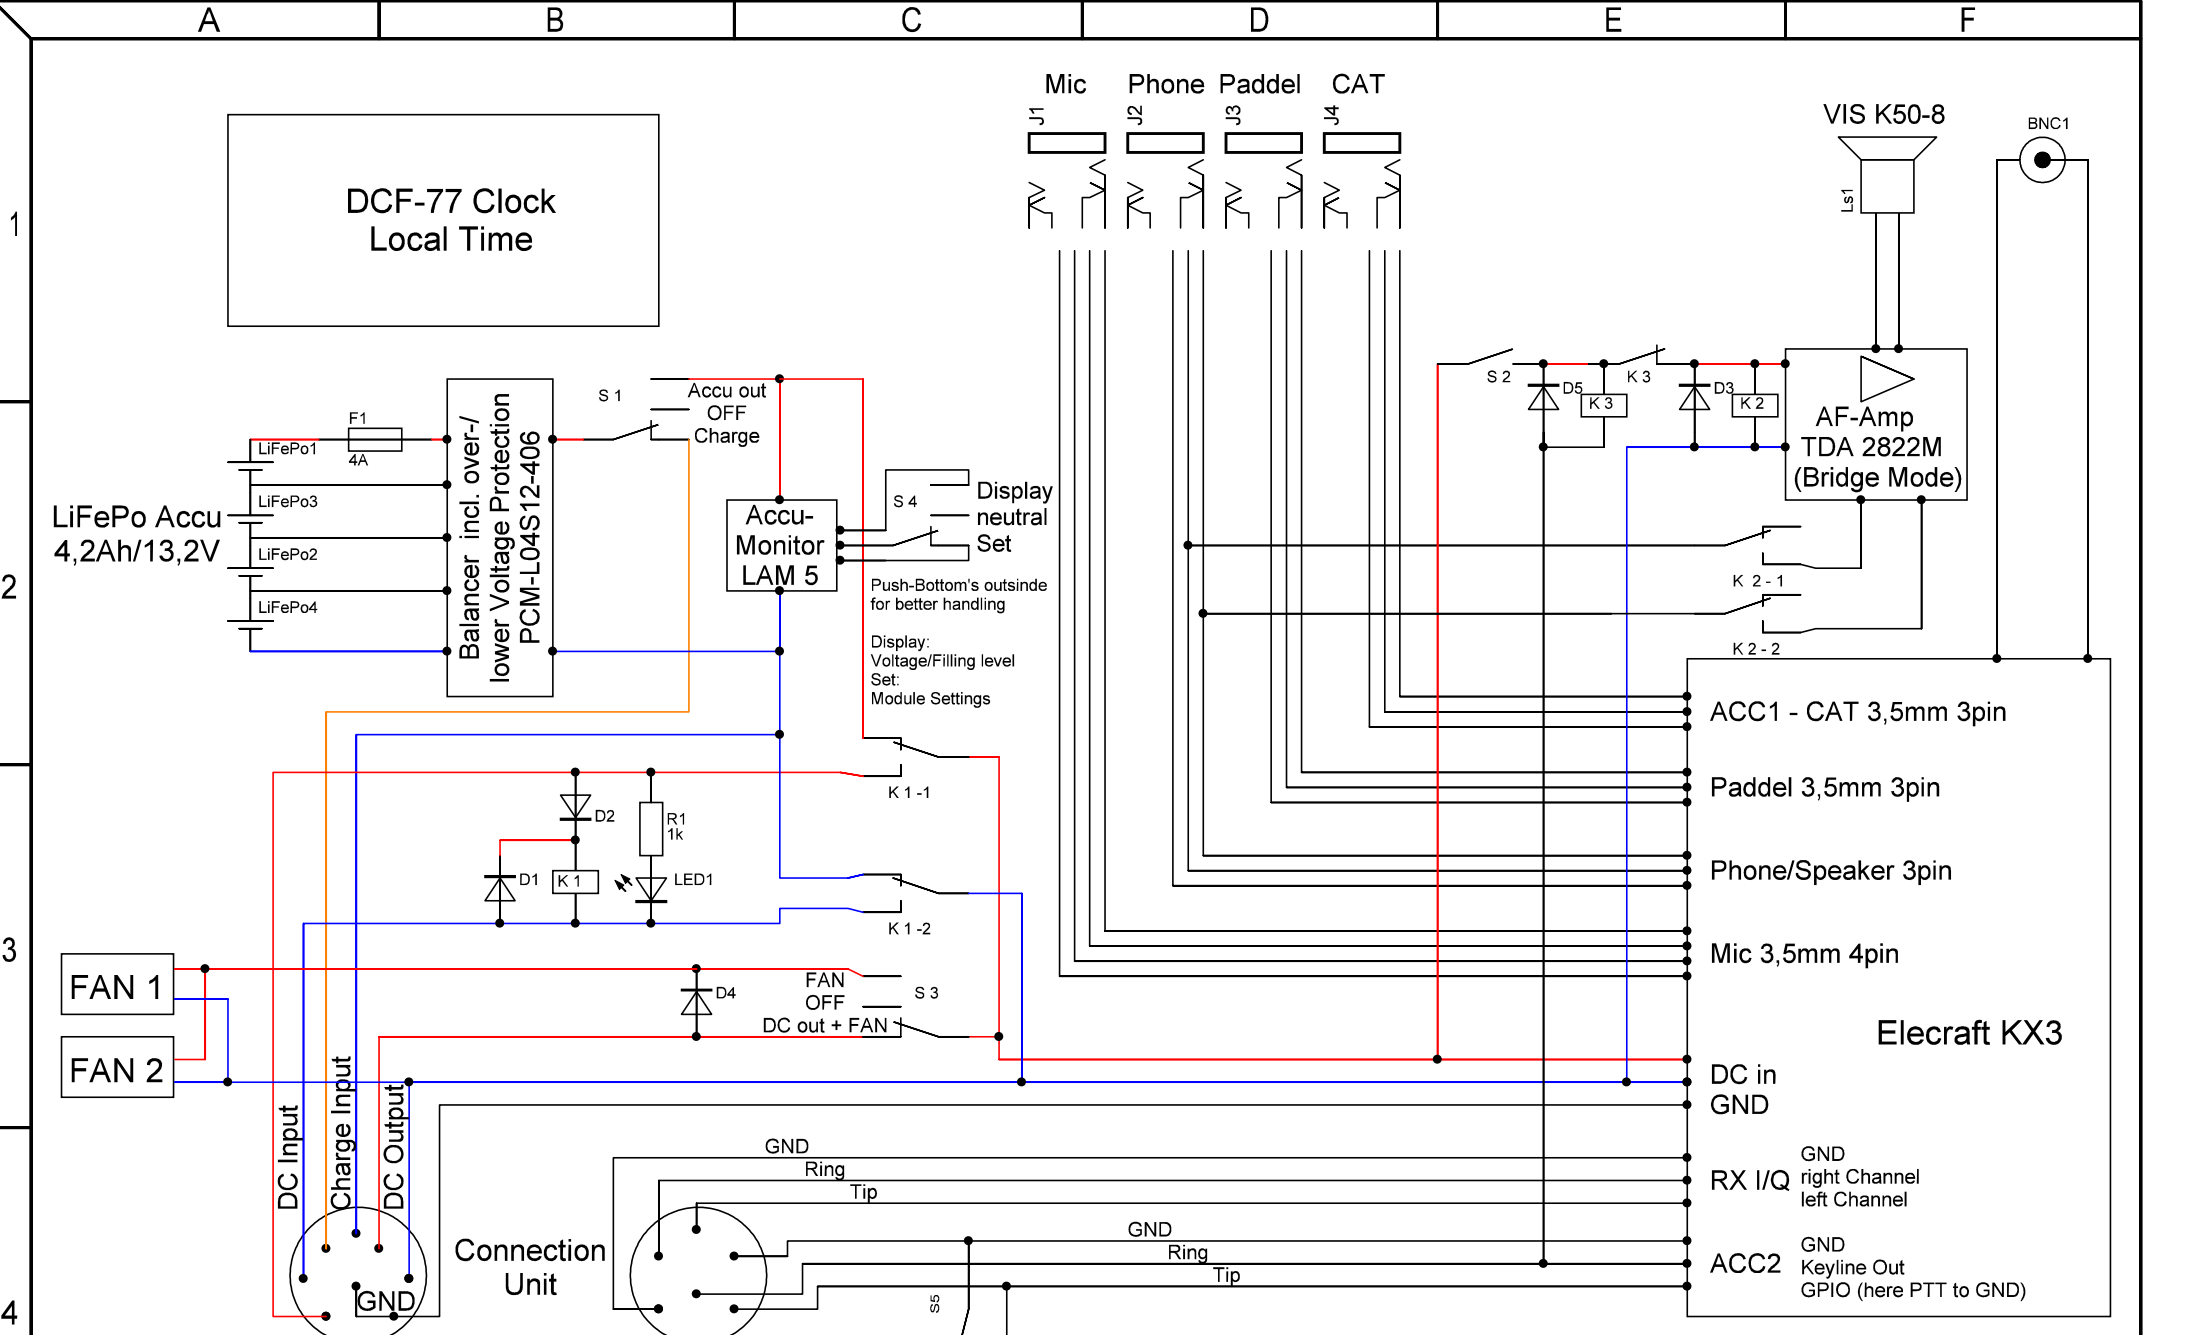 A B C D E F
Mic Phone Paddel CAT
J1 J2 J3 J4
VIS K50-8
BNC1
Ls1
1
DCF-77 Clock
Local Time
S 2
D5
K 3
K 3
D3
K 2
AF-Amp
TDA 2822M
(Bridge Mode)
S 1
Accu out
OFF
Charge
F1
4A
LiFePo1
LiFePo3
LiFePo2
LiFePo4
LiFePo Accu
4,2Ah/13,2V
Balancer incl. over-/
lower Voltage Protection
PCM-L04S12-406
2
Accu-
Monitor
LAM 5
S 4
Display
neutral
Set
Push-Bottom's outsinde
for better handling
Display:
Voltage/Filling level
Set:
Module Settings
K 2 - 1
K 2 - 2
ACC1 - CAT 3,5mm 3pin
Paddel 3,5mm 3pin
Phone/Speaker 3pin
Mic 3,5mm 4pin
Elecraft KX3
DC in
GND
K 1 -1
D2
R1
1k
D1
K 1
LED1
K 1 -2
3
FAN 1
FAN 2
D4
FAN
OFF
DC out + FAN
S 3
DC Input
Charge Input
DC Output
GND
Ring
Tip
RX I/Q
GND
right Channel
left Channel
Connection
Unit
GND
GND
Ring
Tip
S5
ACC2
GND
Keyline Out
GPIO (here PTT to GND)
4